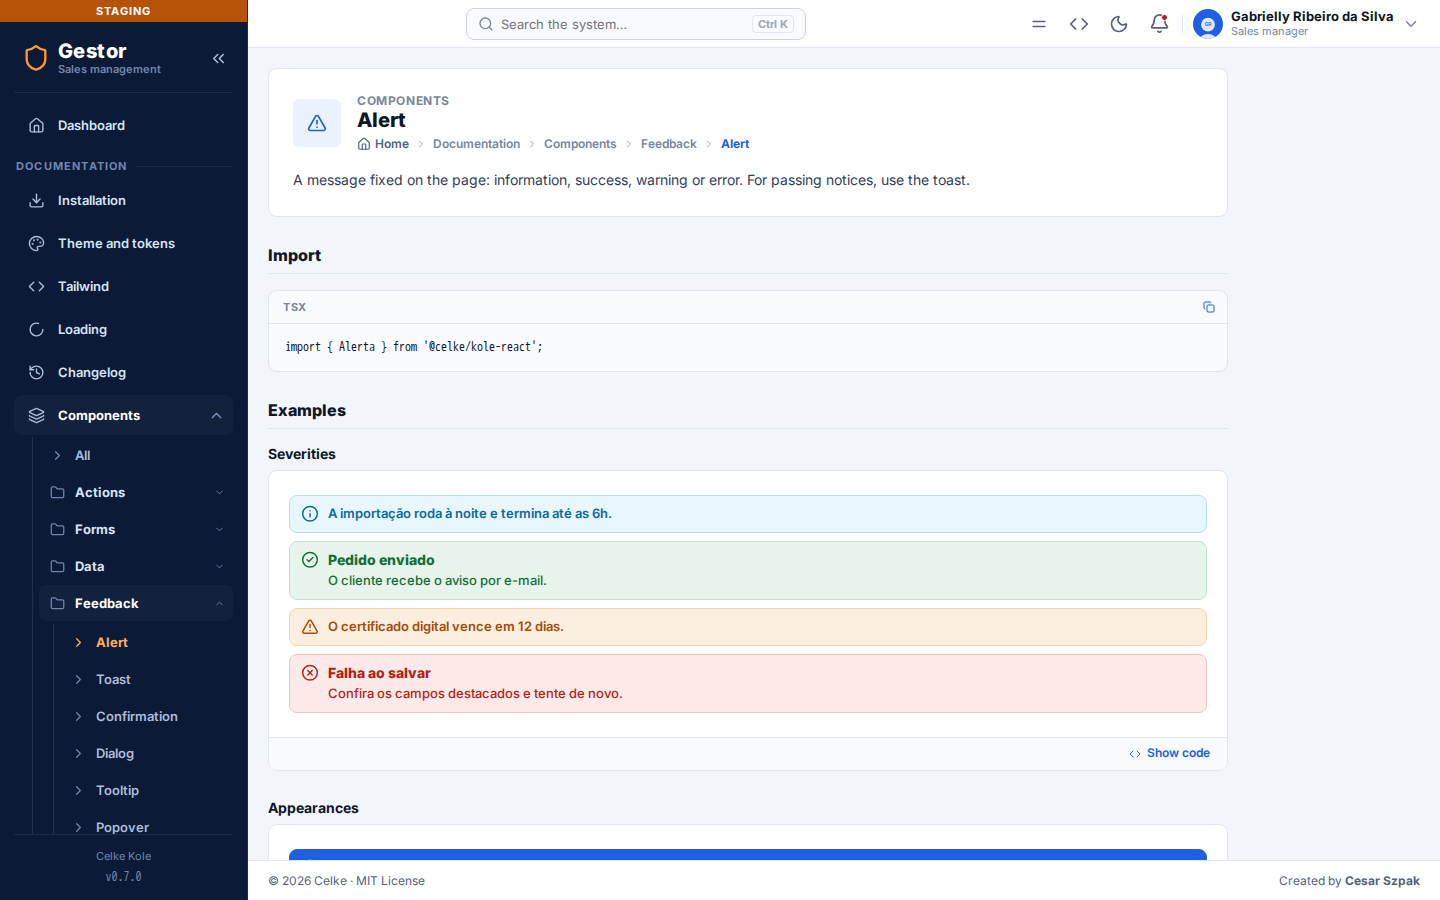 STAGING
Gestor
Sales management
Dashboard
DOCUMENTATION
Installation
Theme and tokens
Tailwind
Loading
Changelog
Components
All
Actions
Forms
Data
Feedback
Alert
Toast
Confirmation
Dialog
Tooltip
Popover
Celke Kole
v0.7.0
Search the system...
Ctrl K
GR
Gabrielly Ribeiro da Silva
Sales manager
COMPONENTS
Alert
Home
Documentation
Components
Feedback
Alert
A message fixed on the page: information, success, warning or error. For passing notices, use the toast.
Import
TSX
import { Alerta } from '@celke/kole-react';
Examples
Severities
A importação roda à noite e termina até as 6h.
Pedido enviado
O cliente recebe o aviso por e-mail.
O certificado digital vence em 12 dias.
Falha ao salvar
Confira os campos destacados e tente de novo.
Show code
Appearances
© 2026 Celke · MIT License
Created by Cesar Szpak